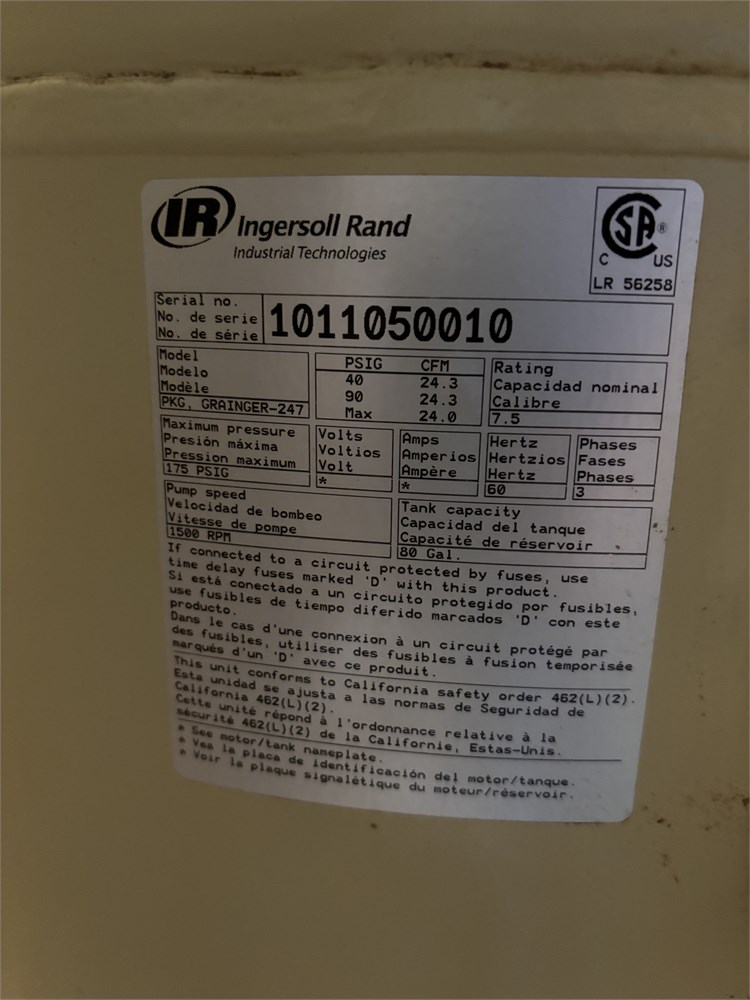 IR Ingersoll Rand
Industrial Technologies
CSA ®
C US
LR 56258
Serial no.
No. de serie
No. de série
1011050010
Model
Modelo
Modèle
PKG, GRAINGER-247
PSIG CFM
40 24.3
90 24.3
Max 24.0
Rating
Capacidad nominal
Calibre
7.5
Maximum pressure
Presión máxima
Pression maximum
175 PSIG
Volts
Voltios
Volt
*
Amps
Amperios
Ampère
*
Hertz
Hertzios
Hertz
60
Phases
Fases
Phases
3
Pump speed
Velocidad de bombeo
Vitesse de pompe
1500 RPM
Tank capacity
Capacidad del tanque
Capacité de réservoir
80 Gal.
If connected to a circuit protected by fuses, use
time delay fuses marked 'D' with this product.
Si está conectado a un circuito protegido por fusibles,
use fusibles de tiempo diferido marcados 'D' con este
producto.
Dans le cas d'une connexion à un circuit protégé par
des fusibles, utiliser des fusibles à fusion temporisée
marqués d'un 'D' avec ce produit.
This unit conforms to California safety order 462(L)(2).
Esta unidad se ajusta a las normas de Seguridad de
California 462(L)(2).
Cette unité répond à l'ordonnance relative à la
sécurité 462(L)(2) de la Californie, Estas-Unis.
* See motor/tank nameplate.
* Vea la placa de identificación del motor/tanque.
* Voir la plaque signalétique du moteur/réservoir.